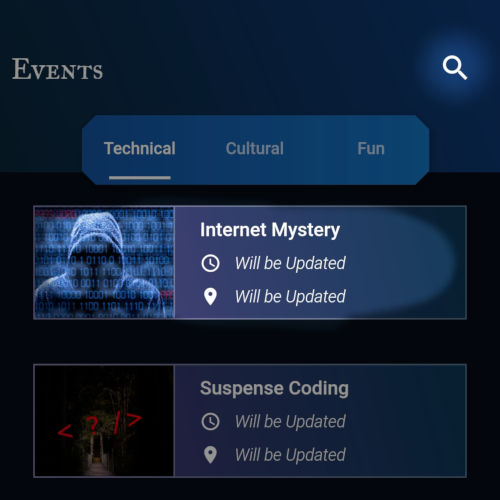 Events
Technical
Cultural
Fun
Internet Mystery
Will be Updated
Will be Updated
< ? />
Suspense Coding
Will be Updated
Will be Updated